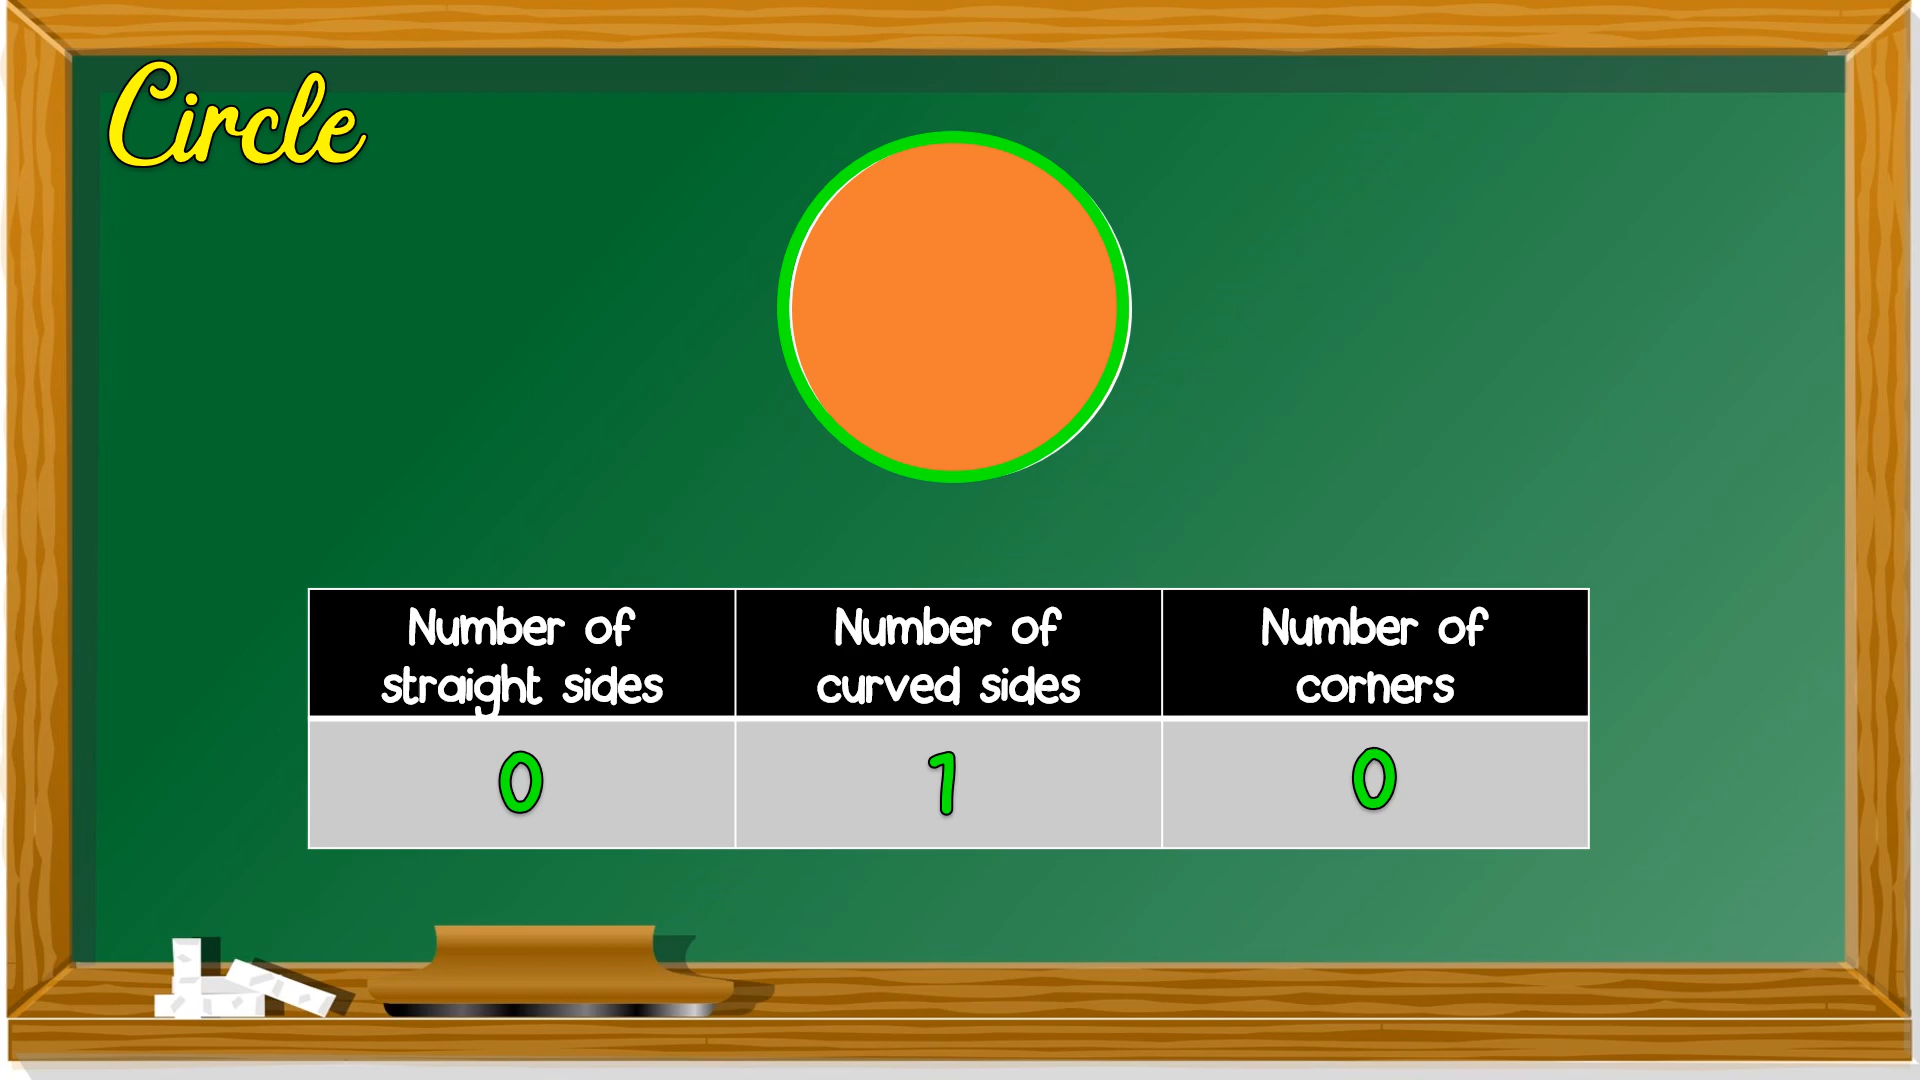 Circle
Number of
straight sides
Number of
curved sides
Number of
corners
0
1
0